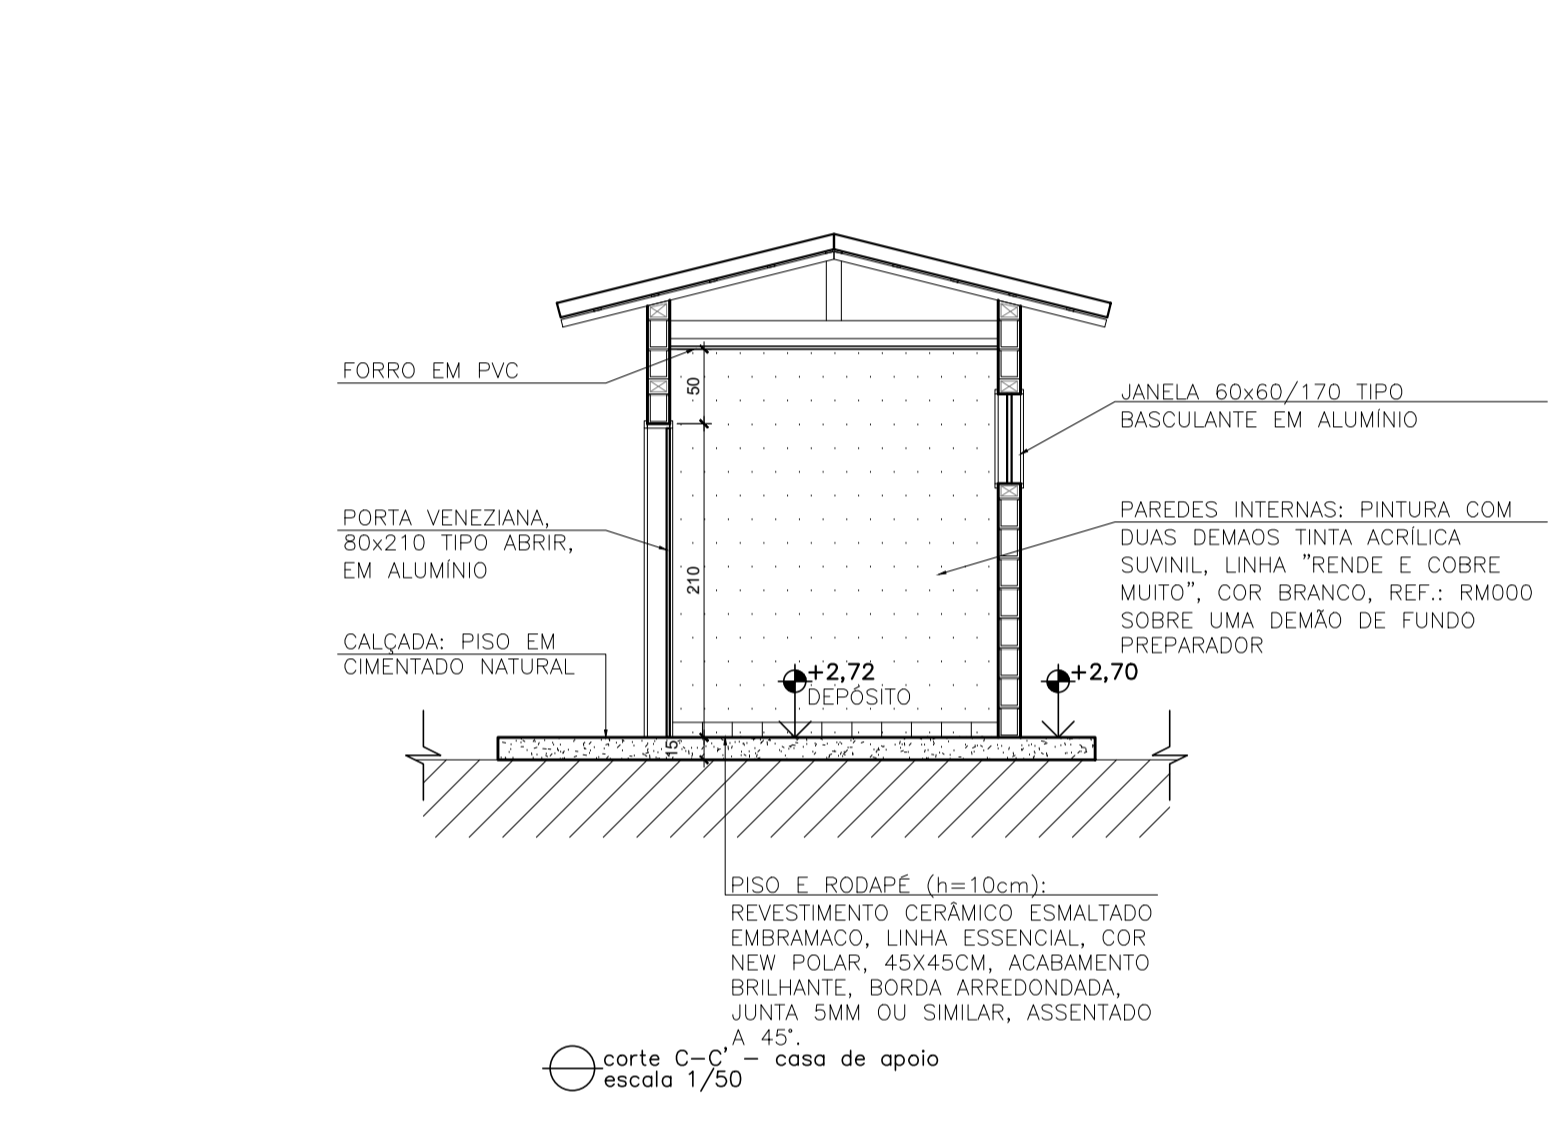 FORRO EM PVC
50
JANELA 60x60/170 TIPO
BASCULANTE EM ALUMÍNIO
PORTA VENEZIANA,
80x210 TIPO ABRIR,
EM ALUMÍNIO
210
PAREDES INTERNAS: PINTURA COM
DUAS DEMAOS TINTA ACRÍLICA
SUVINIL, LINHA "RENDE E COBRE
MUITO", COR BRANCO, REF.: RM000
SOBRE UMA DEMÃO DE FUNDO
PREPARADOR
CALÇADA: PISO EM
CIMENTADO NATURAL
+2,72
DEPÓSITO
+2,70
15
PISO E RODAPÉ (h=10cm):
REVESTIMENTO CERÂMICO ESMALTADO
EMBRAMACO, LINHA ESSENCIAL, COR
NEW POLAR, 45X45CM, ACABAMENTO
BRILHANTE, BORDA ARREDONDADA,
JUNTA 5MM OU SIMILAR, ASSENTADO
A 45°.
corte C-C' - casa de apoio
escala 1/50